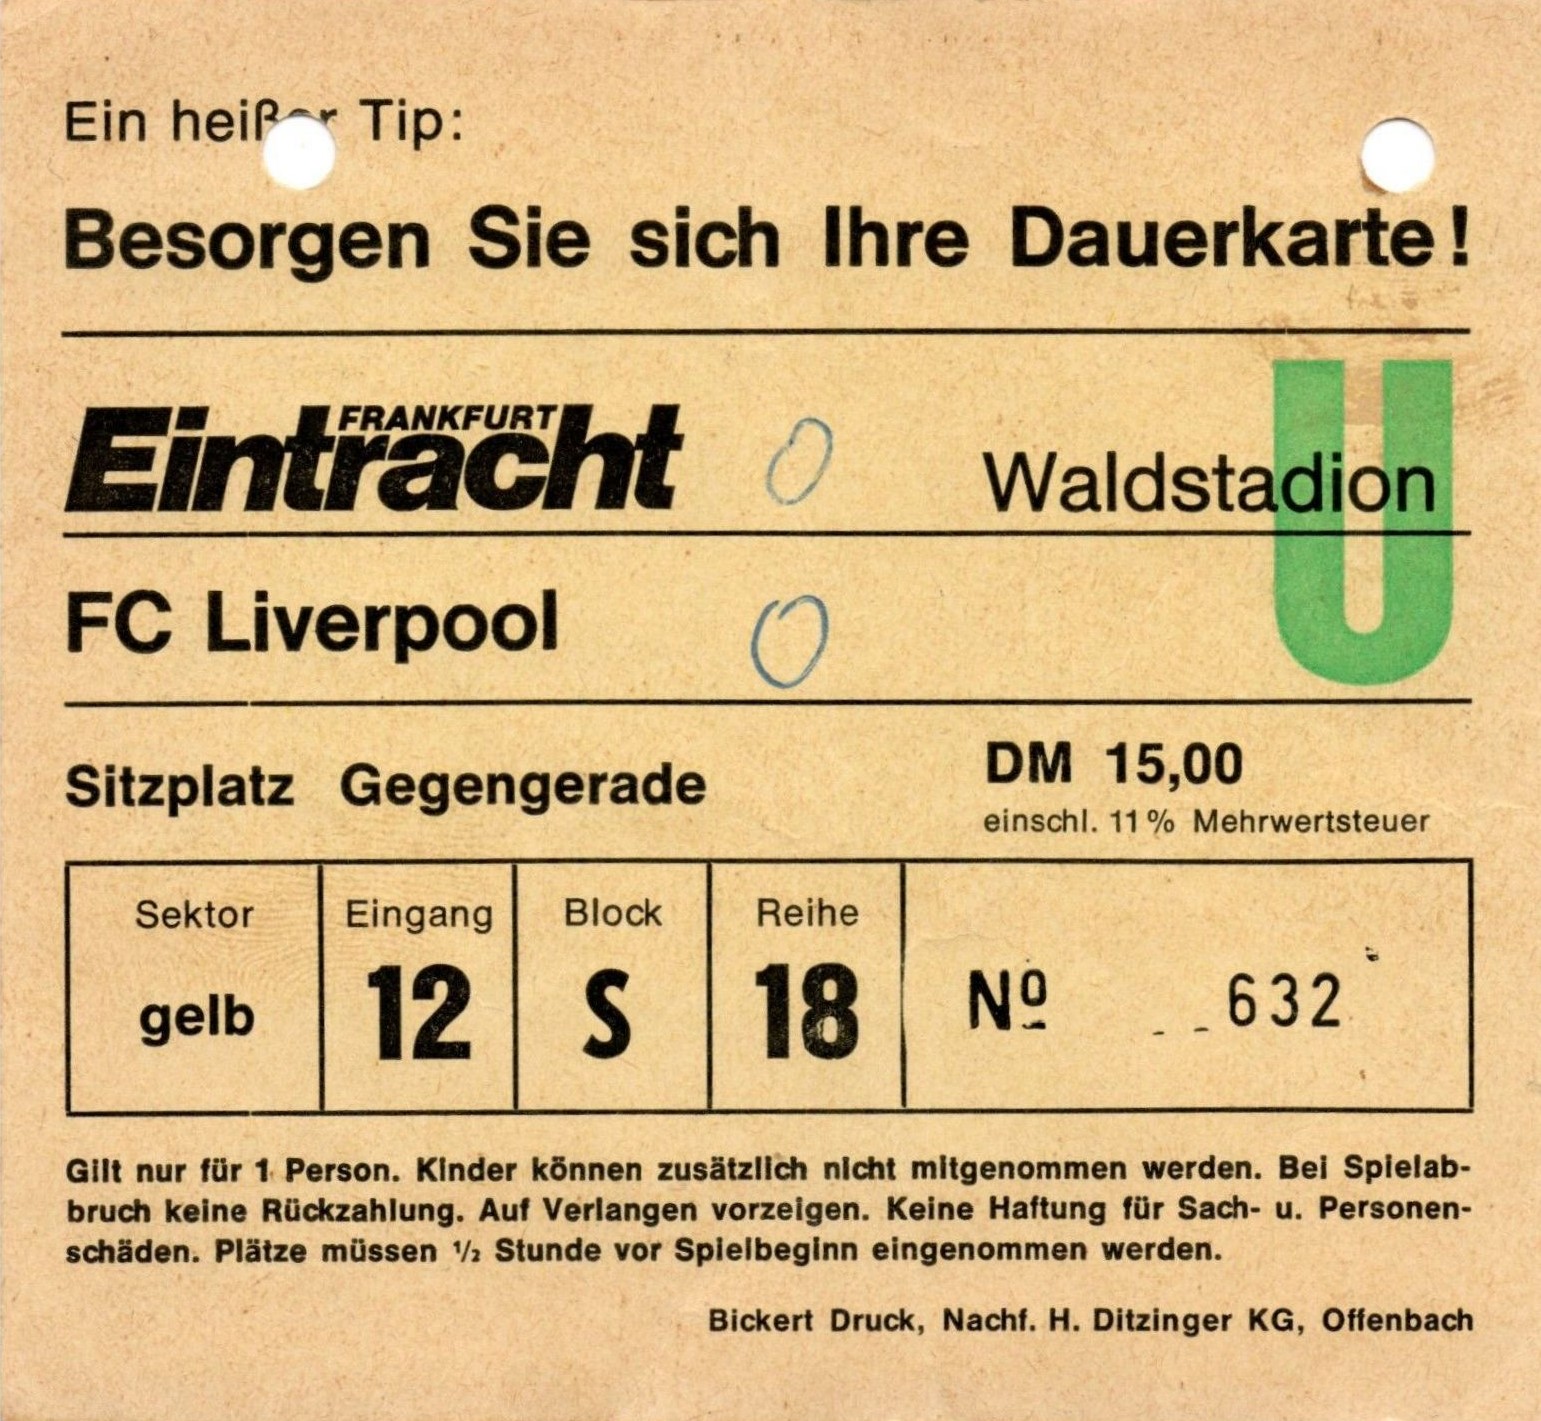 Ein heißer Tip:
Besorgen Sie sich Ihre Dauerkarte!
Eintracht FRANKFURT 0 Waldstadion
U
FC Liverpool 0
Sitzplatz Gegengerade DM 15,00
einschl. 11% Mehrwertsteuer
Sektor Eingang Block Reihe
gelb 12 S 18 Nº 632
Gilt nur für 1 Person. Kinder können zusätzlich nicht mitgenommen werden. Bei Spielab-
bruch keine Rückzahlung. Auf Verlangen vorzeigen. Keine Haftung für Sach- u. Personen-
schäden. Plätze müssen ½ Stunde vor Spielbeginn eingenommen werden.
Bickert Druck, Nachf. H. Ditzinger KG, Offenbach